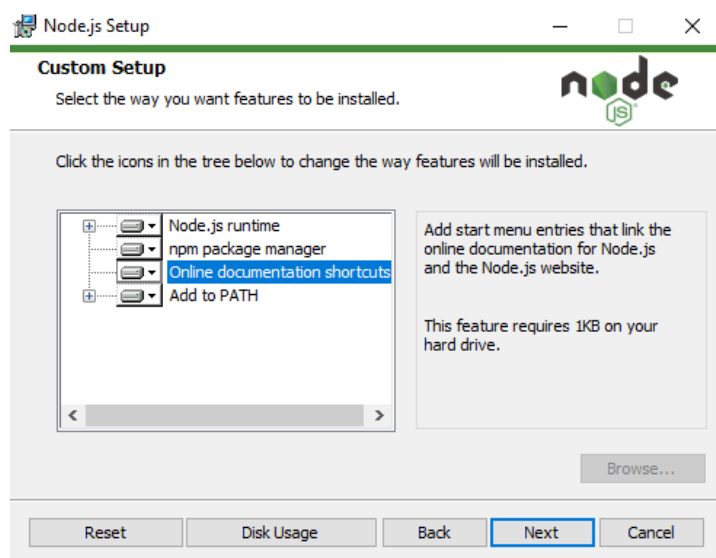 Node.js Setup
Custom Setup
Select the way you want features to be installed.
node
JS
Click the icons in the tree below to change the way features will be installed.
Node.js runtime
npm package manager
Online documentation shortcuts
Add to PATH
Add start menu entries that link the
online documentation for Node.js
and the Node.js website.
This feature requires 1KB on your
hard drive.
Browse...
Reset
Disk Usage
Back
Next
Cancel